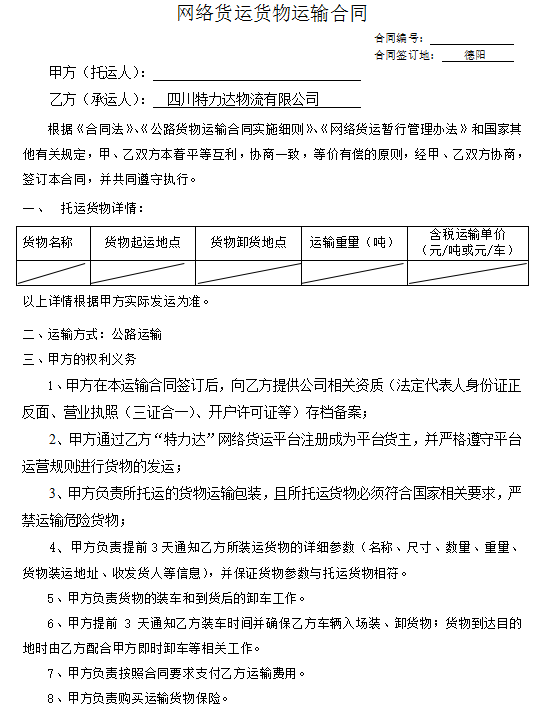 网络货运货物运输合同
合同编号：
合同签订地： 德阳
甲方（托运人）：
乙方（承运人）： 四川特力达物流有限公司
根据《合同法》、《公路货物运输合同实施细则》、《网络货运暂行管理办法》和国家其
他有关规定，甲、乙双方本着平等互利，协商一致，等价有偿的原则，经甲、乙双方协商，
签订本合同，并共同遵守执行。
一、 托运货物详情：
货物名称 货物起运地点 货物卸货地点 运输重量（吨） 含税运输单价
（元/吨或元/车）
以上详情根据甲方实际发运为准。
二、运输方式：公路运输
三、甲方的权利义务
1、甲方在本运输合同签订后，向乙方提供公司相关资质（法定代表人身份证正
反面、营业执照（三证合一）、开户许可证等）存档备案；
2、甲方通过乙方“特力达”网络货运平台注册成为平台货主，并严格遵守平台
运营规则进行货物的发运；
3、甲方负责所托运的货物运输包装，且所托运货物必须符合国家相关要求，严
禁运输危险货物；
4、甲方负责提前 3 天通知乙方所装运货物的详细参数（名称、尺寸、数量、重量、
货物装运地址、收发货人等信息），并保证货物参数与托运货物相符。
5、甲方负责货物的装车和到货后的卸车工作。
6、甲方提前 3 天通知乙方装车时间并确保乙方车辆入场装、卸货物；货物到达目的
地时由乙方配合甲方即时卸车等相关工作。
7、甲方负责按照合同要求支付乙方运输费用。
8、甲方负责购买运输货物保险。